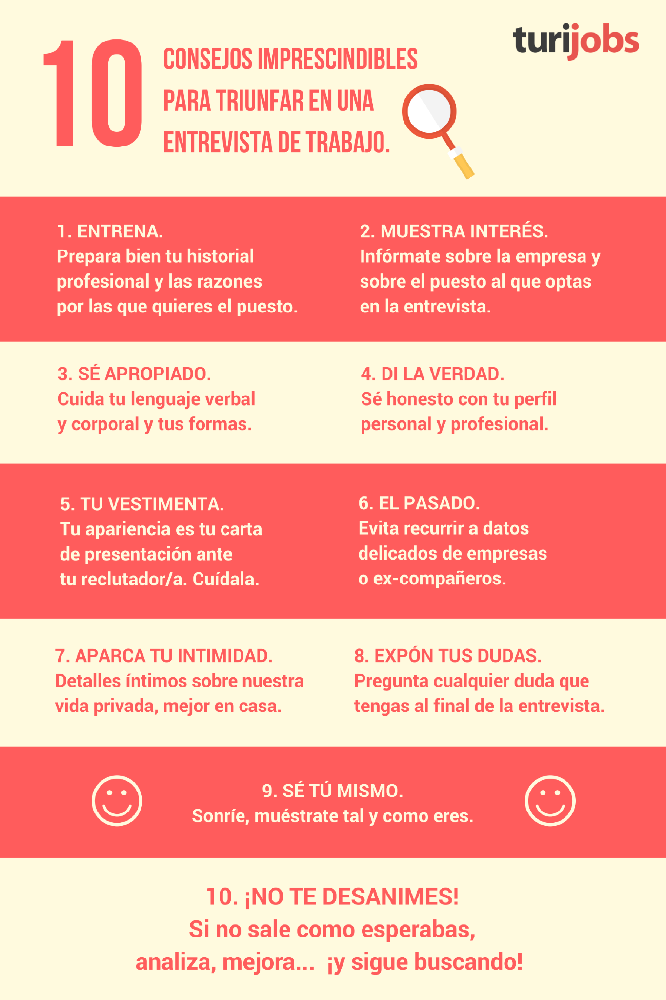 turijobs
10
CONSEJOS IMPRESCINDIBLES
PARA TRIUNFAR EN UNA
ENTREVISTA DE TRABAJO.
1. ENTRENA.
Prepara bien tu historial
profesional y las razones
por las que quieres el puesto.
2. MUESTRA INTERÉS.
Infórmate sobre la empresa y
sobre el puesto al que optas
en la entrevista.
3. SÉ APROPIADO.
Cuida tu lenguaje verbal
y corporal y tus formas.
4. DI LA VERDAD.
Sé honesto con tu perfil
personal y profesional.
5. TU VESTIMENTA.
Tu apariencia es tu carta
de presentación ante
tu reclutador/a. Cuídala.
6. EL PASADO.
Evita recurrir a datos
delicados de empresas
o ex-compañeros.
7. APARCA TU INTIMIDAD.
Detalles íntimos sobre nuestra
vida privada, mejor en casa.
8. EXPÓN TUS DUDAS.
Pregunta cualquier duda que
tengas al final de la entrevista.
9. SÉ TÚ MISMO.
Sonríe, muéstrate tal y como eres.
10. ¡NO TE DESANIMES!
Si no sale como esperabas,
analiza, mejora... ¡y sigue buscando!